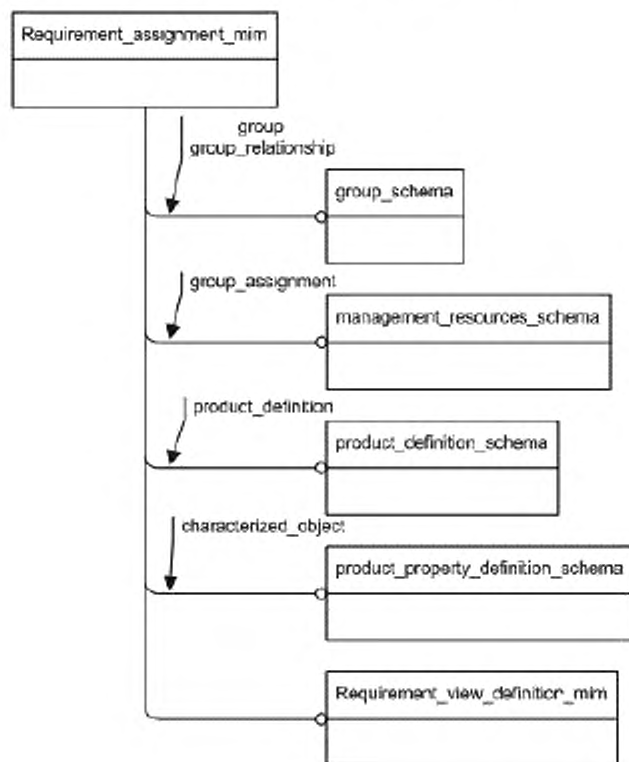 Requirement_assignment_mim
group
group_relationship
group_schema
group_assignment
management_resources_schema
product_definition
product_definition_schema
characterized_object
product_property_definition_schema
Requirement_view_definition_mim